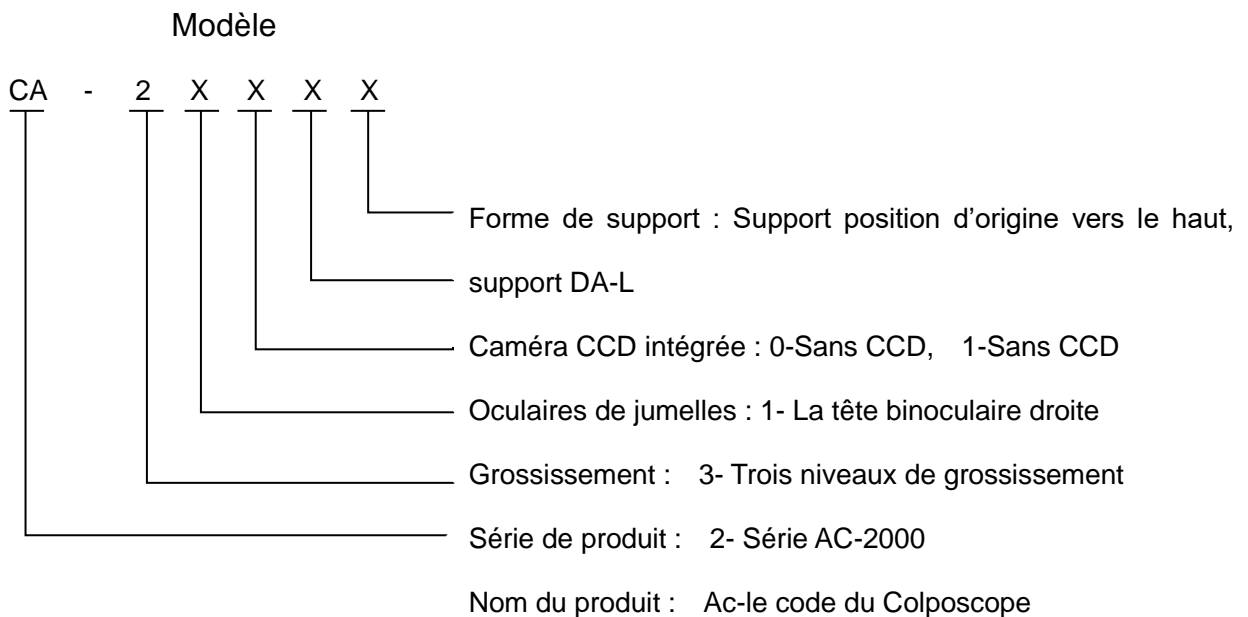 Modèle
CA - 2 X X X X
Forme de support : Support position d’origine vers le haut,
support DA-L
Caméra CCD intégrée : 0-Sans CCD, 1-Sans CCD
Oculaires de jumelles : 1- La tête binoculaire droite
Grossissement : 3- Trois niveaux de grossissement
Série de produit : 2- Série AC-2000
Nom du produit : Ac-le code du Colposcope